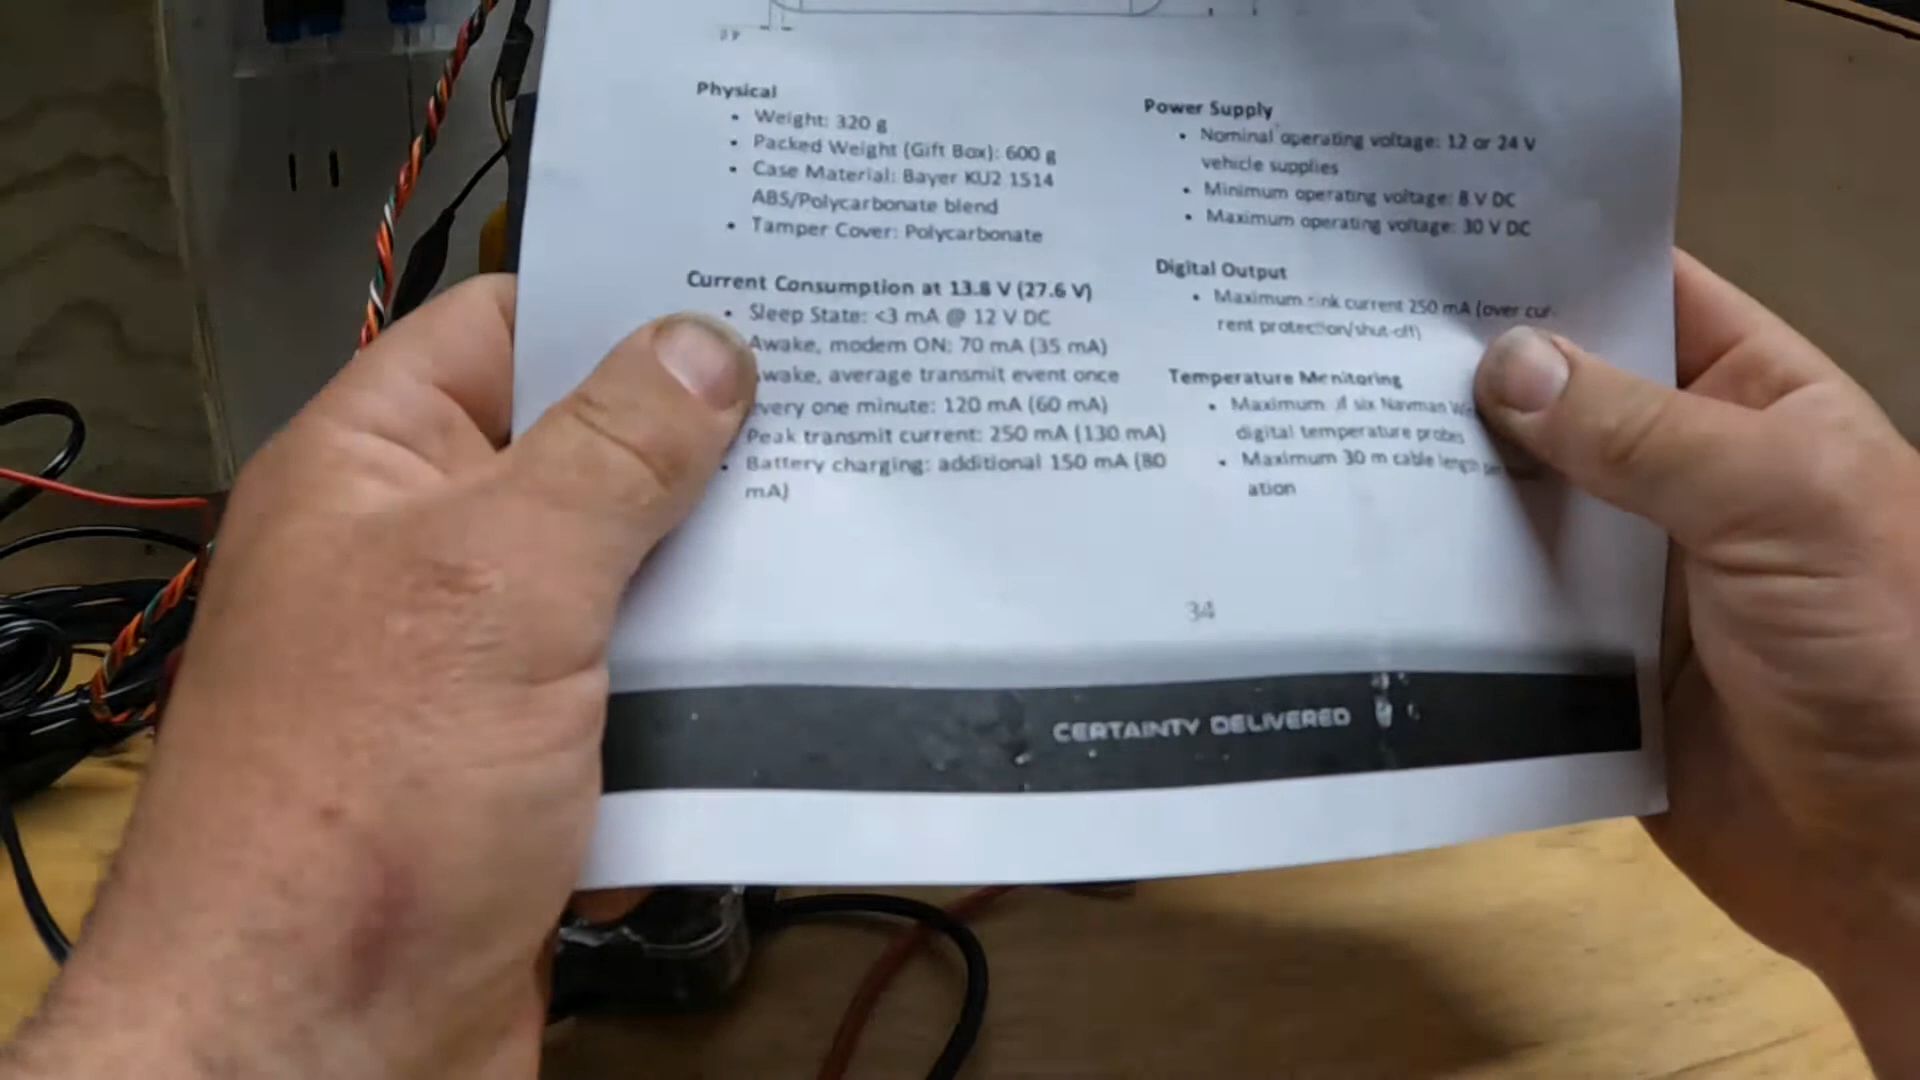 Physical
• Weight: 320 g
• Packed Weight (Gift Box): 600 g
• Case Material: Bayer KU2 1514
ABS/Polycarbonate blend
• Tamper Cover: Polycarbonate
Current Consumption at 13.8 V (27.6 V)
• Sleep State: <3 mA @ 12 V DC
Awake, modem ON: 70 mA (35 mA)
wake, average transmit event once
every one minute: 120 mA (60 mA)
Peak transmit current: 250 mA (130 mA)
• Battery charging: additional 150 mA (80
mA)
Power Supply
• Nominal operating voltage: 12 or 24 V
vehicle supplies
• Minimum operating voltage: 8 V DC
• Maximum operating voltage: 30 V DC
Digital Output
• Maximum sink current 250 mA (over cur-
rent protection/shut-off)
Temperature Monitoring
• Maximum of six Navman
digital temperature probes
• Maximum 30 m cable length
ation
34
CERTAINTY DELIVERED